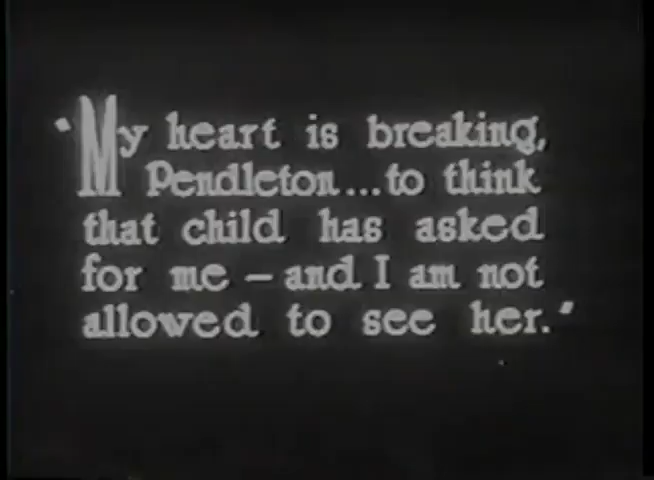 "My heart is breaking,
Pendleton...to think
that child has asked
for me – and I am not
allowed to see her."